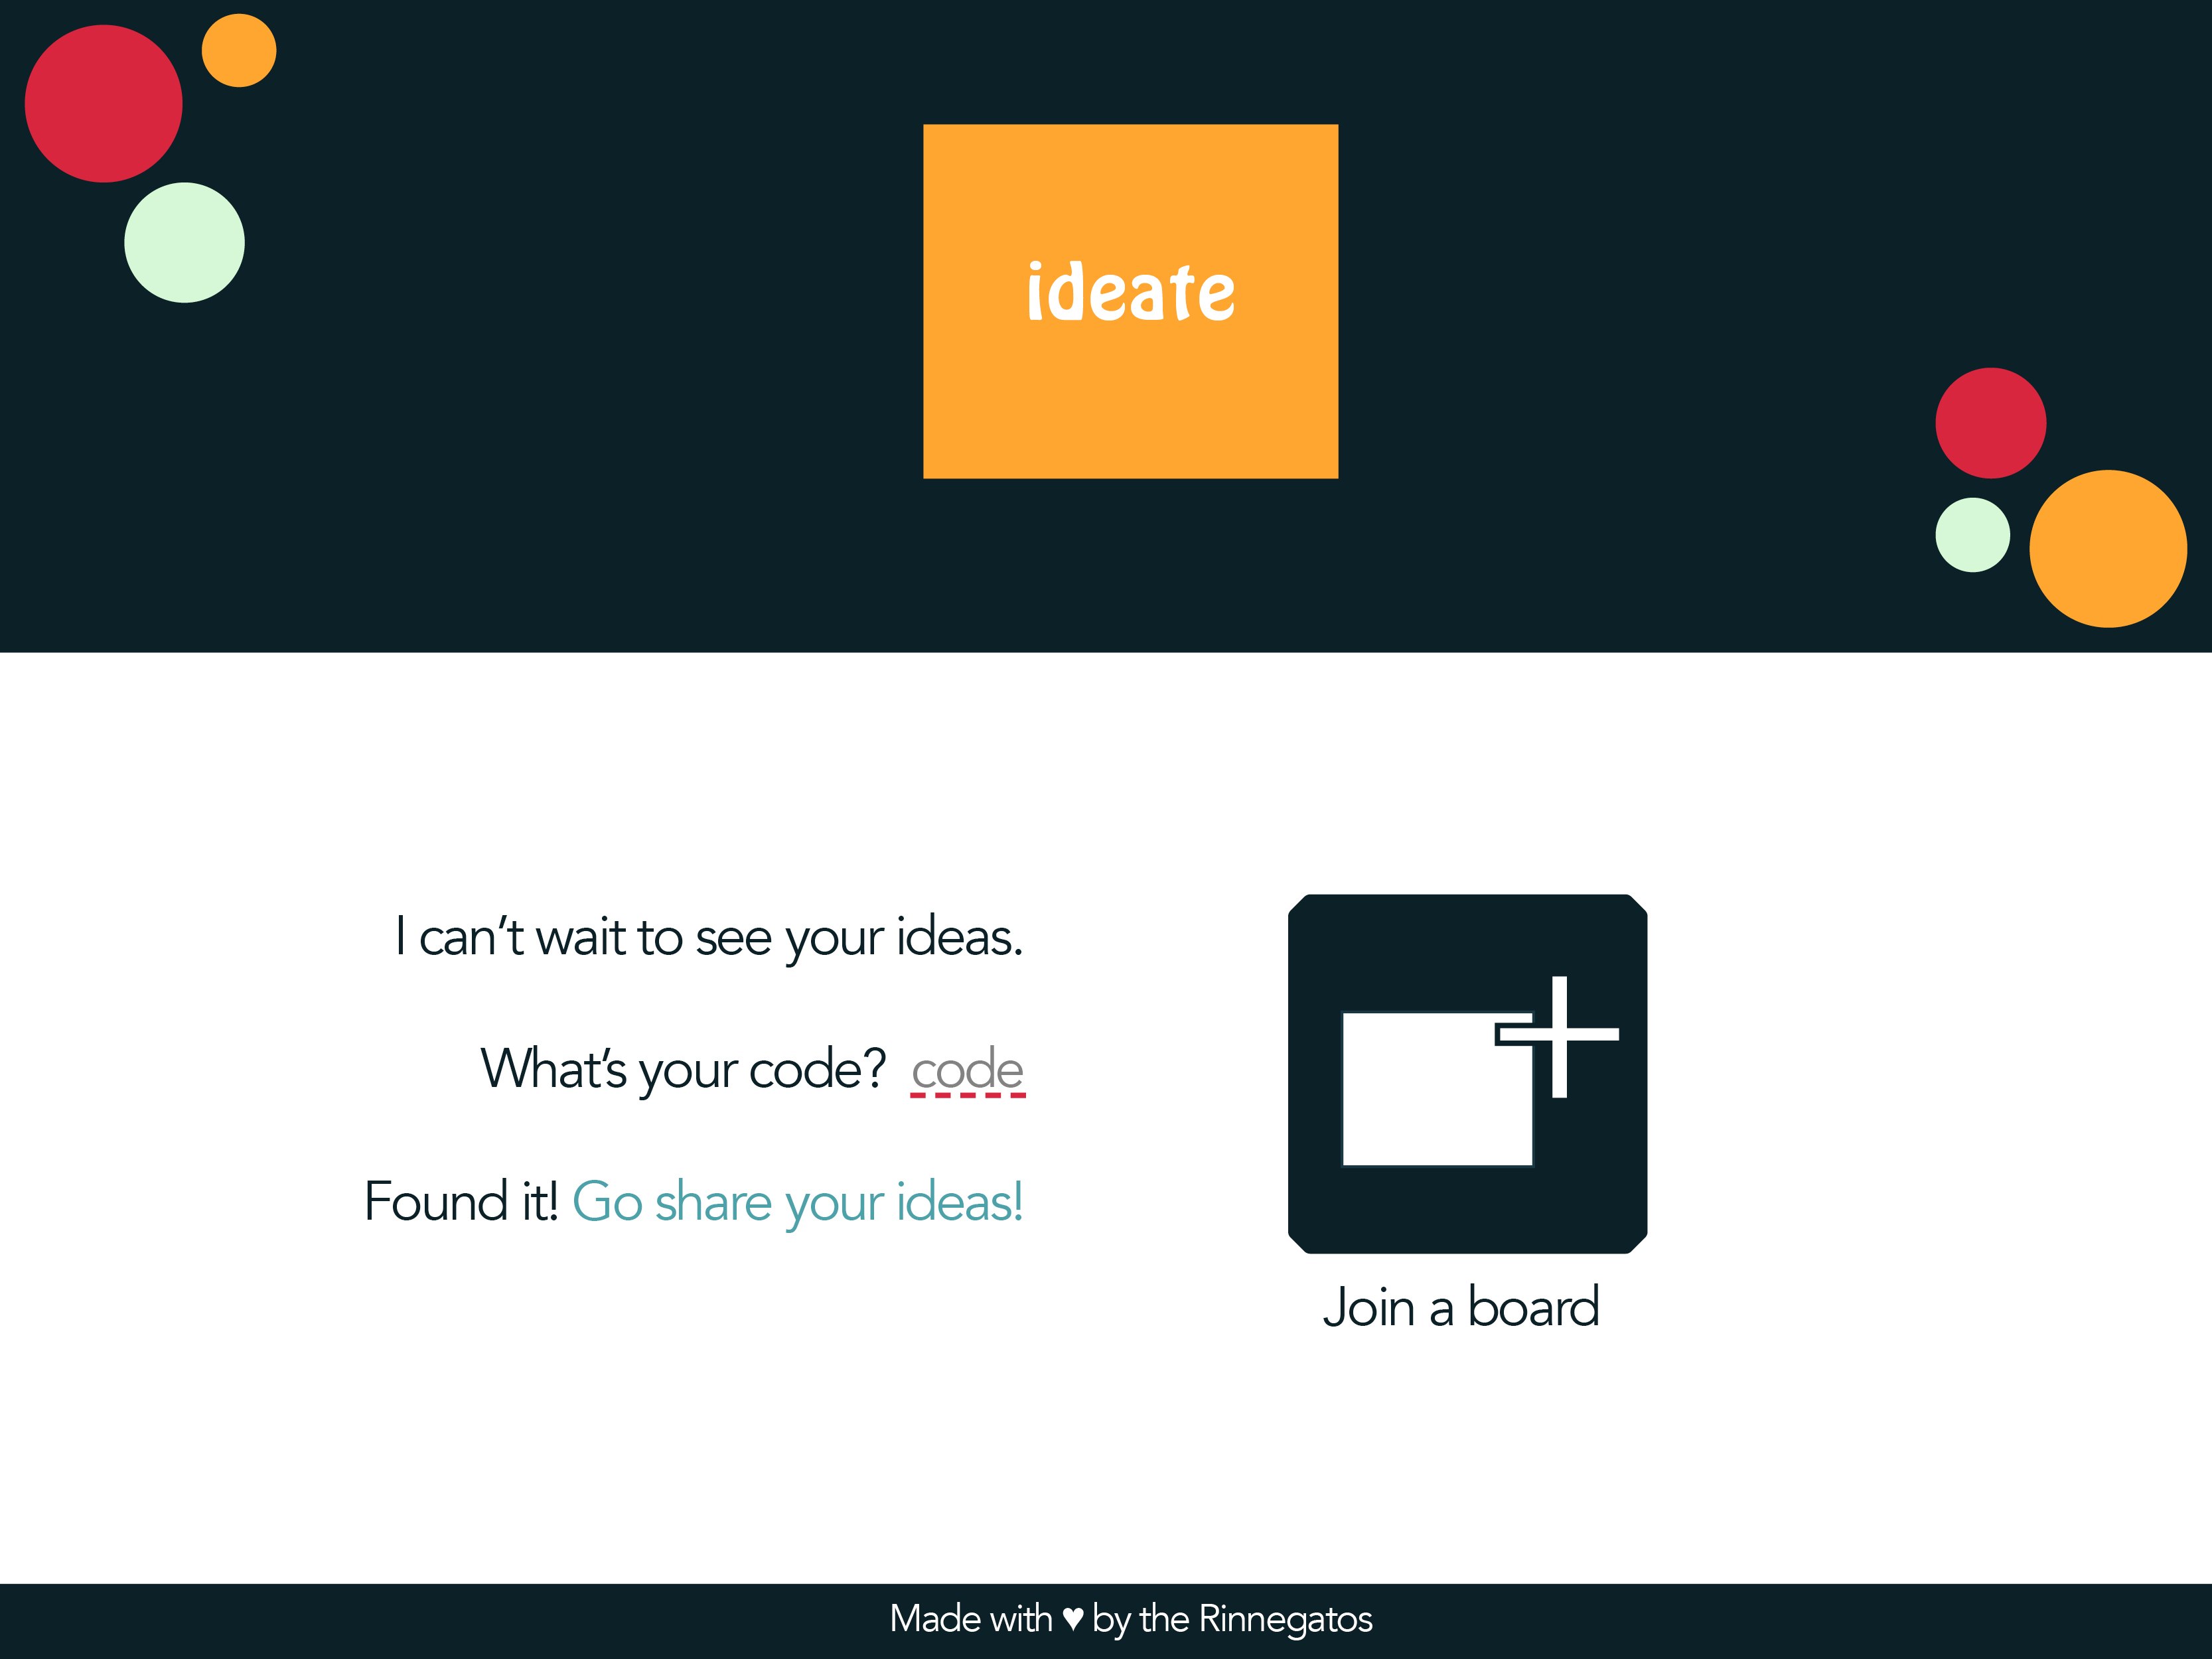 ideate
I can’t wait to see your ideas.
What’s your code? code
Found it! Go share your ideas!
Join a board
Made with ♥ by the Rinnegatos